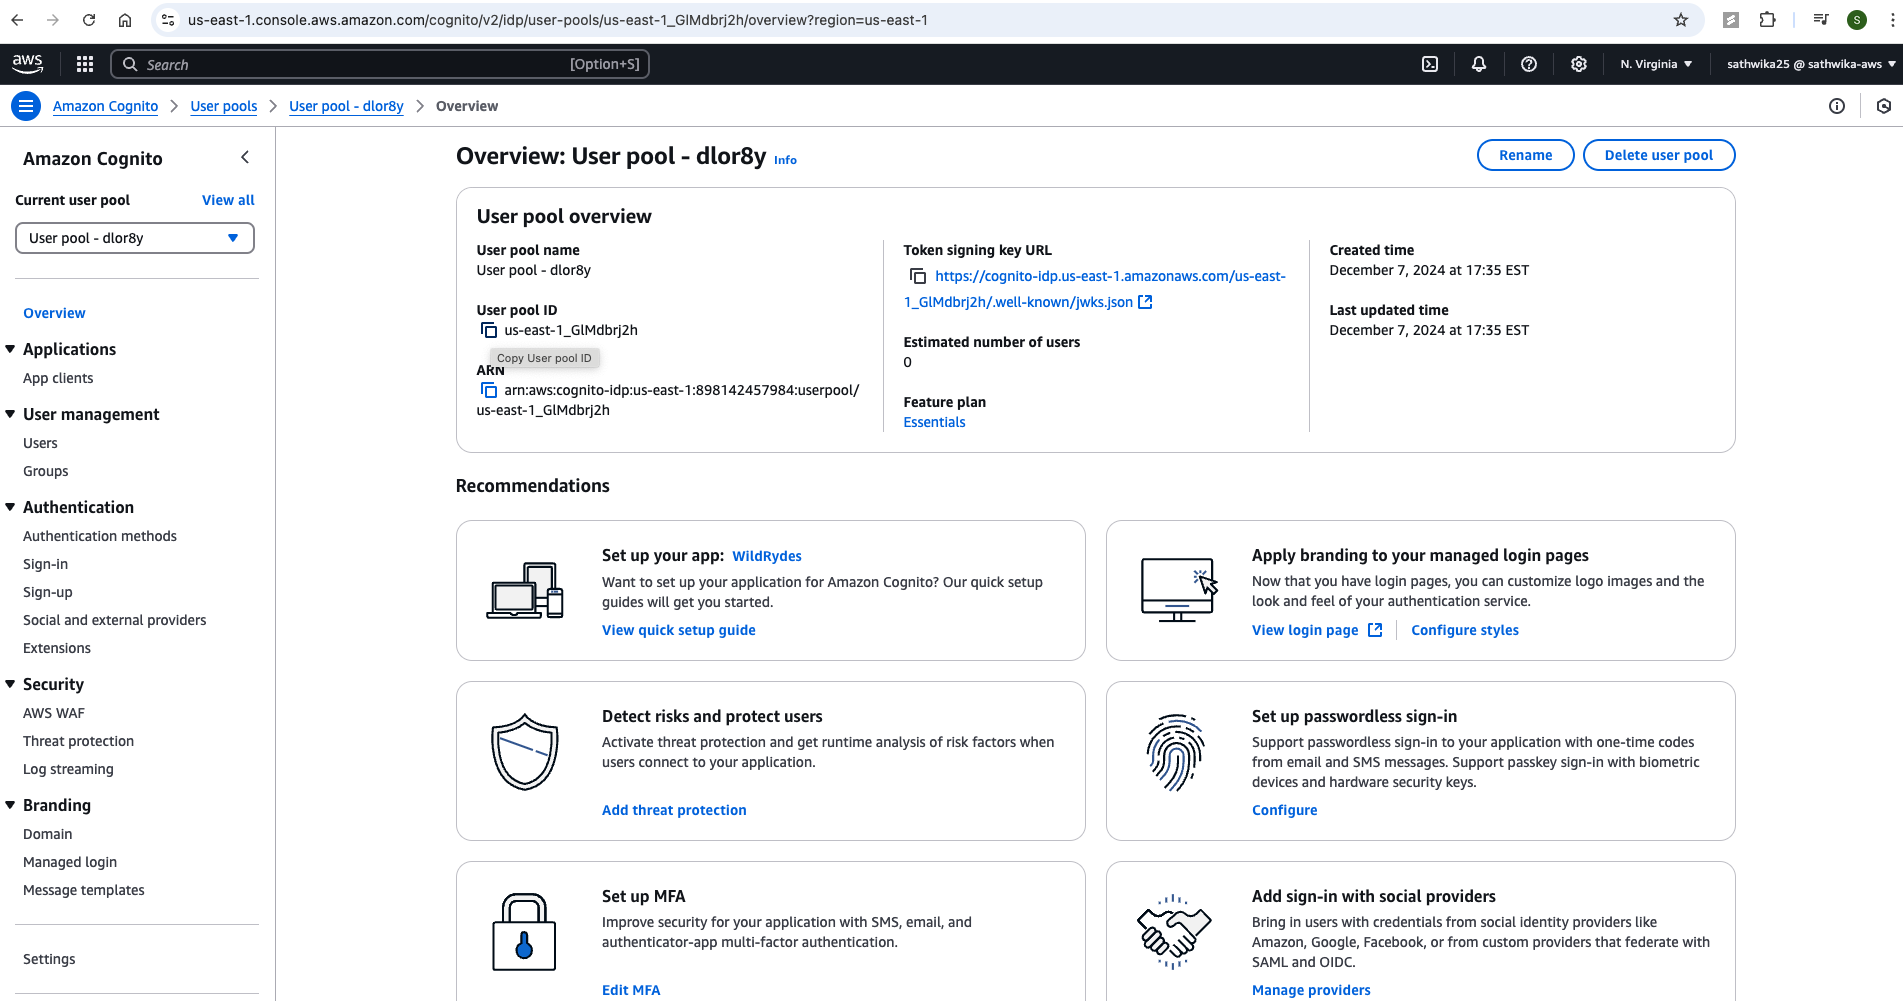 us-east-1.console.aws.amazon.com/cognito/v2/idp/user-pools/us-east-1_GlMdbrj2h/overview?region=us-east-1
S
aws
Search
[Option+S]
N. Virginia
sathwika25 @ sathwika-aws
Amazon Cognito
User pools
User pool - dlor8y
Overview
Amazon Cognito
Current user pool
View all
User pool - dlor8y
Overview
Applications
App clients
User management
Users
Groups
Authentication
Authentication methods
Sign-in
Sign-up
Social and external providers
Extensions
Security
AWS WAF
Threat protection
Log streaming
Branding
Domain
Managed login
Message templates
Settings
Overview: User pool - dlor8y Info
Rename
Delete user pool
User pool overview
User pool name
User pool - dlor8y
User pool ID
us-east-1_GlMdbrj2h
Copy User pool ID
ARN
arn:aws:cognito-idp:us-east-1:898142457984:userpool/
us-east-1_GlMdbrj2h
Token signing key URL
https://cognito-idp.us-east-1.amazonaws.com/us-east-
1_GlMdbrj2h/.well-known/jwks.json
Estimated number of users
0
Feature plan
Essentials
Created time
December 7, 2024 at 17:35 EST
Last updated time
December 7, 2024 at 17:35 EST
Recommendations
Set up your app: WildRydes
Want to set up your application for Amazon Cognito? Our quick setup
guides will get you started.
View quick setup guide
Apply branding to your managed login pages
Now that you have login pages, you can customize logo images and the
look and feel of your authentication service.
View login page
Configure styles
Detect risks and protect users
Activate threat protection and get runtime analysis of risk factors when
users connect to your application.
Add threat protection
Set up passwordless sign-in
Support passwordless sign-in to your application with one-time codes
from email and SMS messages. Support passkey sign-in with biometric
devices and hardware security keys.
Configure
Set up MFA
Improve security for your application with SMS, email, and
authenticator-app multi-factor authentication.
Edit MFA
Add sign-in with social providers
Bring in users with credentials from social identity providers like
Amazon, Google, Facebook, or from custom providers that federate with
SAML and OIDC.
Manage providers